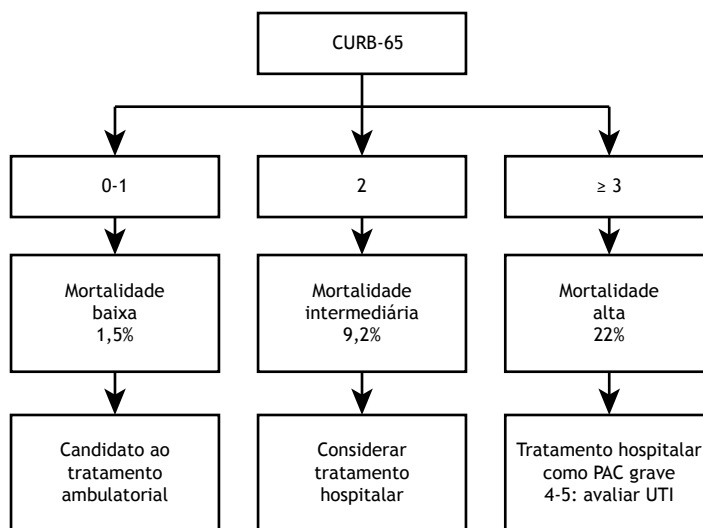 CURB-65
0-1
2
≥ 3
Mortalidade
baixa
1,5%
Mortalidade
intermediária
9,2%
Mortalidade
alta
22%
Candidato ao
tratamento
ambulatorial
Considerar
tratamento
hospitalar
Tratamento hospitalar
como PAC grave
4-5: avaliar UTI